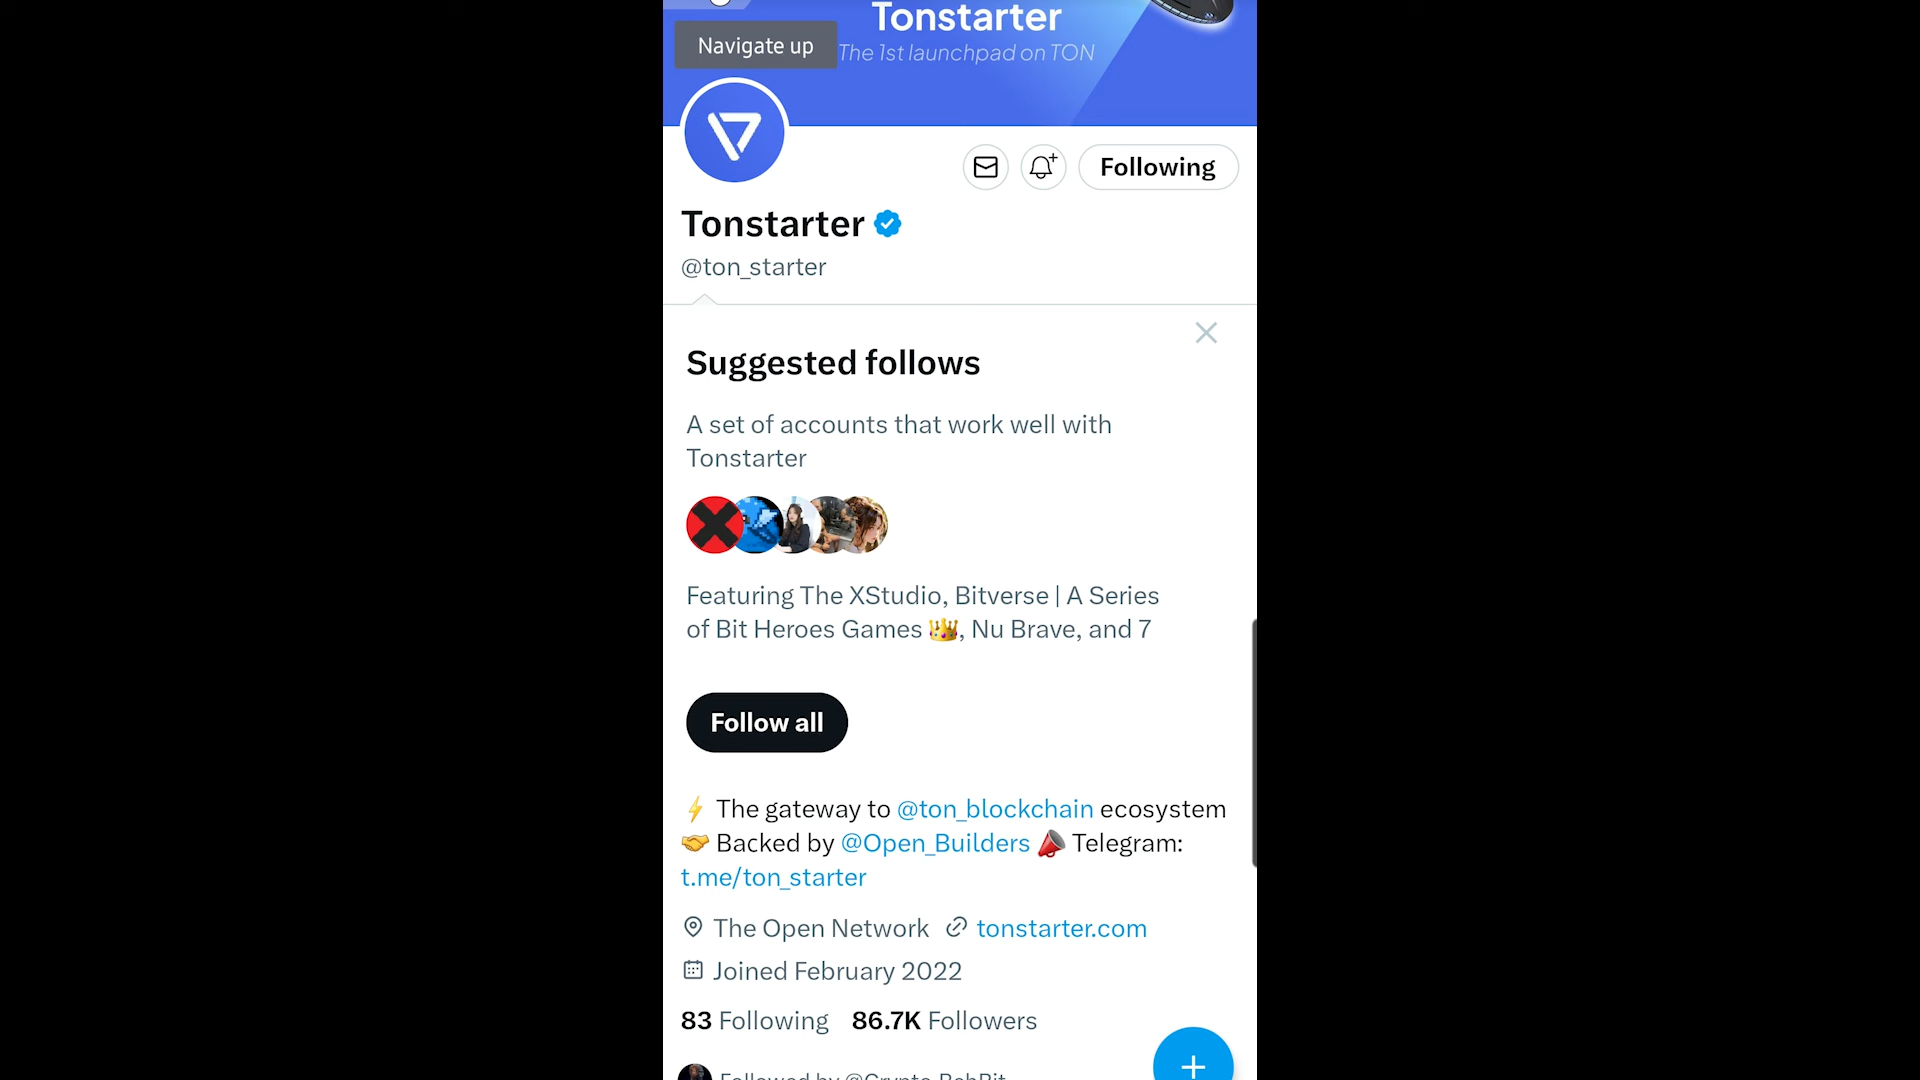 Tonstarter
Navigate up
The 1st launchpad on TON
Following
Tonstarter
@ton_starter
Suggested follows
A set of accounts that work well with
Tonstarter
Featuring The XStudio, Bitverse | A Series
of Bit Heroes Games 👑, Nu Brave, and 7
Follow all
⚡ The gateway to @ton_blockchain ecosystem
🤝 Backed by @Open_Builders 📣 Telegram:
t.me/ton_starter
The Open Network tonstarter.com
Joined February 2022
83 Following 86.7K Followers
Followed by @Crypto_BobBit